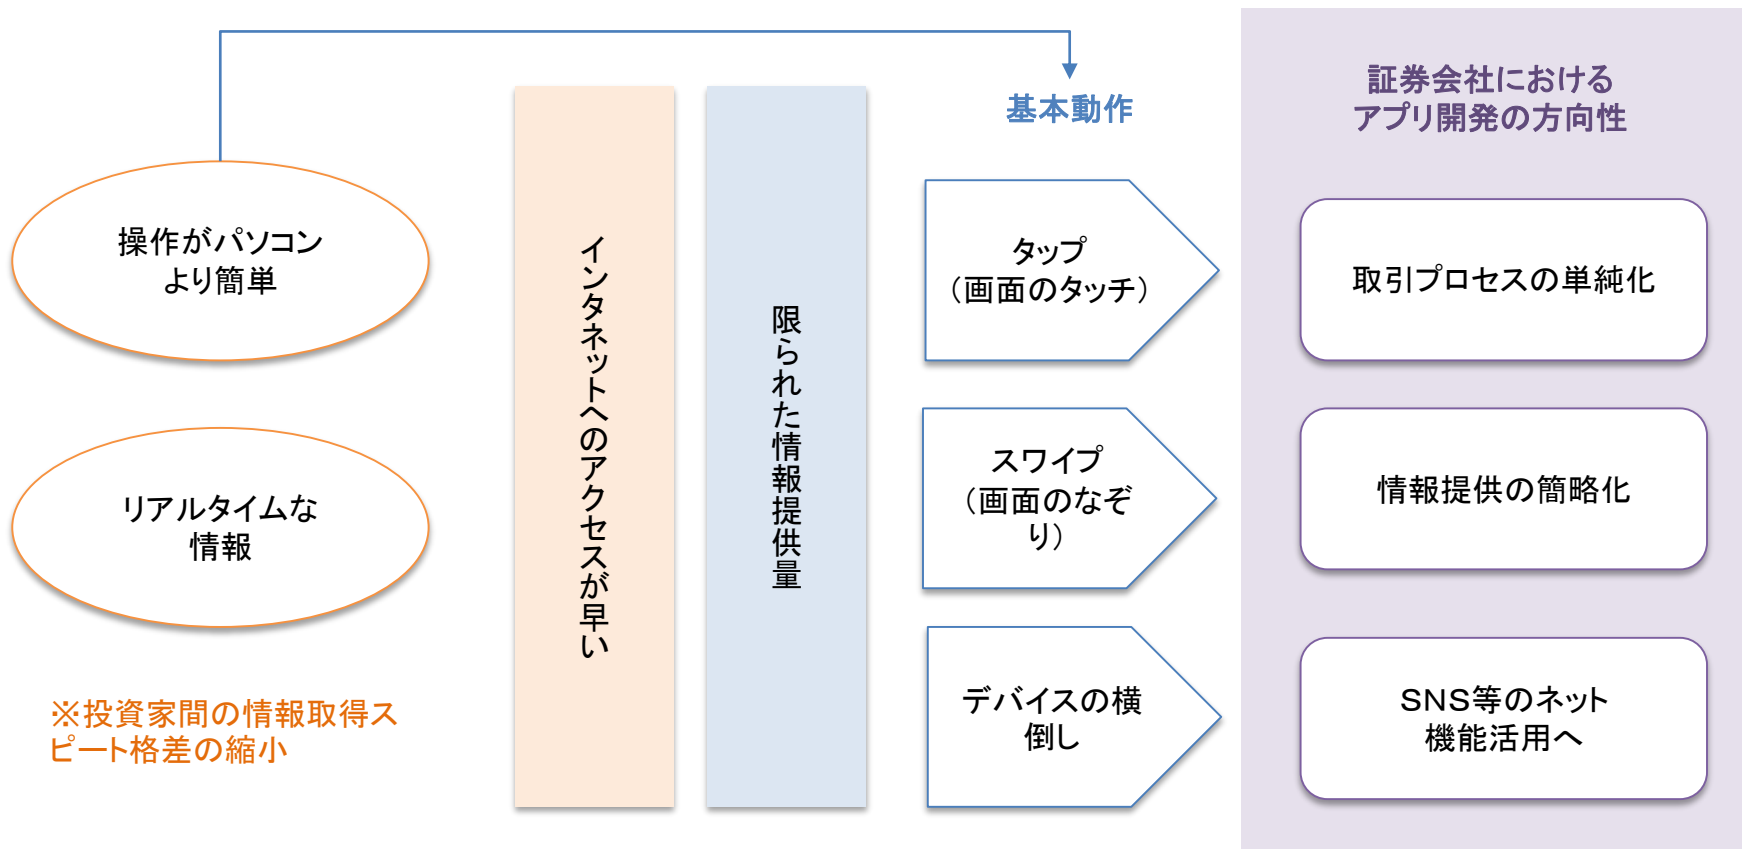 操作がパソコン
より簡単
リアルタイムな
情報
※投資家間の情報取得ス
ピート格差の縮小
インタネットへのアクセスが早い
限られた情報提供量
基本動作
タップ
（画面のタッチ）
スワイプ
（画面のなぞ
り）
デバイスの横
倒し
証券会社における
アプリ開発の方向性
取引プロセスの単純化
情報提供の簡略化
ＳＮＳ等のネット
機能活用へ